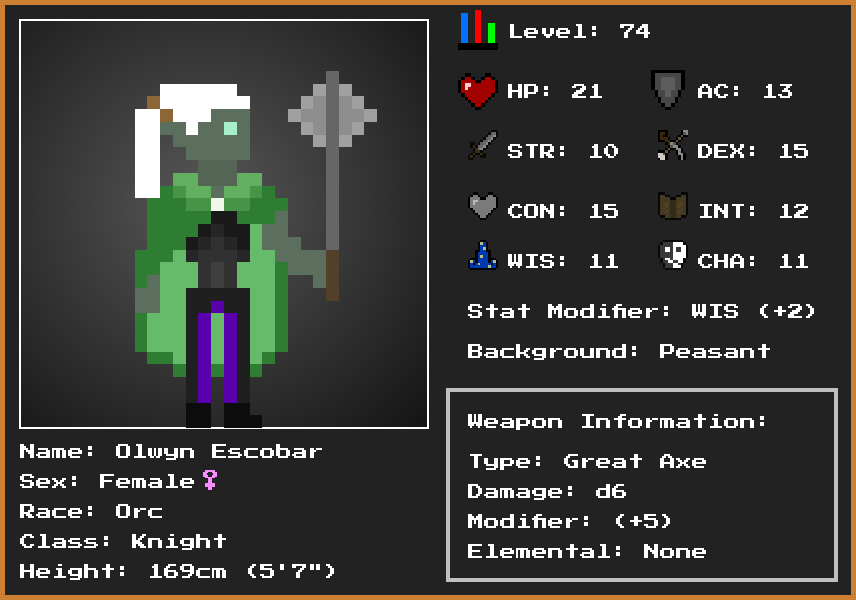 Level: 74
HP: 21
AC: 13
STR: 10
DEX: 15
CON: 15
INT: 12
WIS: 11
CHA: 11
Stat Modifier: WIS (+2)
Background: Peasant
Name: Olwyn Escobar
Sex: Female♀
Race: Orc
Class: Knight
Height: 169cm (5'7")
Weapon Information:
Type: Great Axe
Damage: d6
Modifier: (+5)
Elemental: None